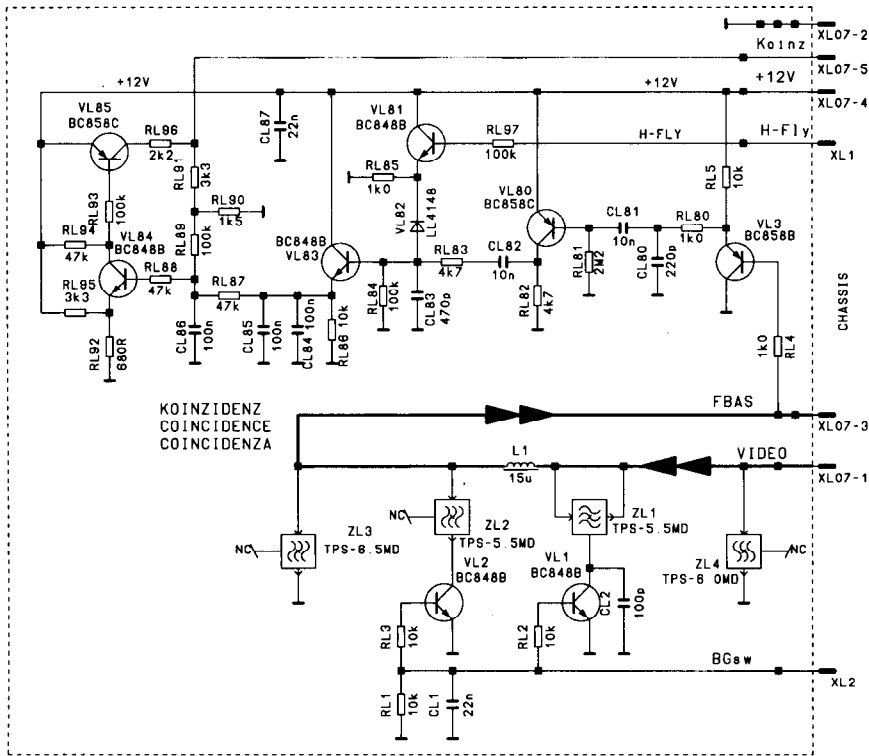 XL07-2
Koinz
XL07-5
+12V
+12V
+12V
XL07-4
VL85
BC858C
RL96
2k2
RL9
3k3
CL87
22n
VL81
BC848B
RL97
100k
H-FLY
H-Fly
XL1
RL85
1k0
RL5
10k
RL93
100k
RL90
1k5
VL82
LL4148
VL80
BC858C
CL81
10n
RL80
1k0
VL3
BC858B
RL94
47k
VL84
BC848B
RL89
100k
BC848B
VL83
RL83
4k7
CL82
10n
RL81
2M2
CL80
220p
RL95
3k3
RL88
47k
RL87
47k
RL84
100k
CL83
470p
RL82
4k7
RL92
680R
CL86
100n
CL85
100n
CL84
100n
RL86
10k
1k0
RL4
CHASSIS
KOINZIDENZ
COINCIDENCE
COINCIDENZA
FBAS
XL07-3
L1
15u
VIDEO
XL07-1
NC
ZL3
TPS-6.5MD
NC
ZL2
TPS-5.5MD
ZL1
TPS-5.5MD
ZL4
TPS-6 0MD
NC
VL2
BC848B
VL1
BC848B
CL2
100p
RL3
10k
RL2
10k
BGsw
XL2
RL1
10k
CL1
22n